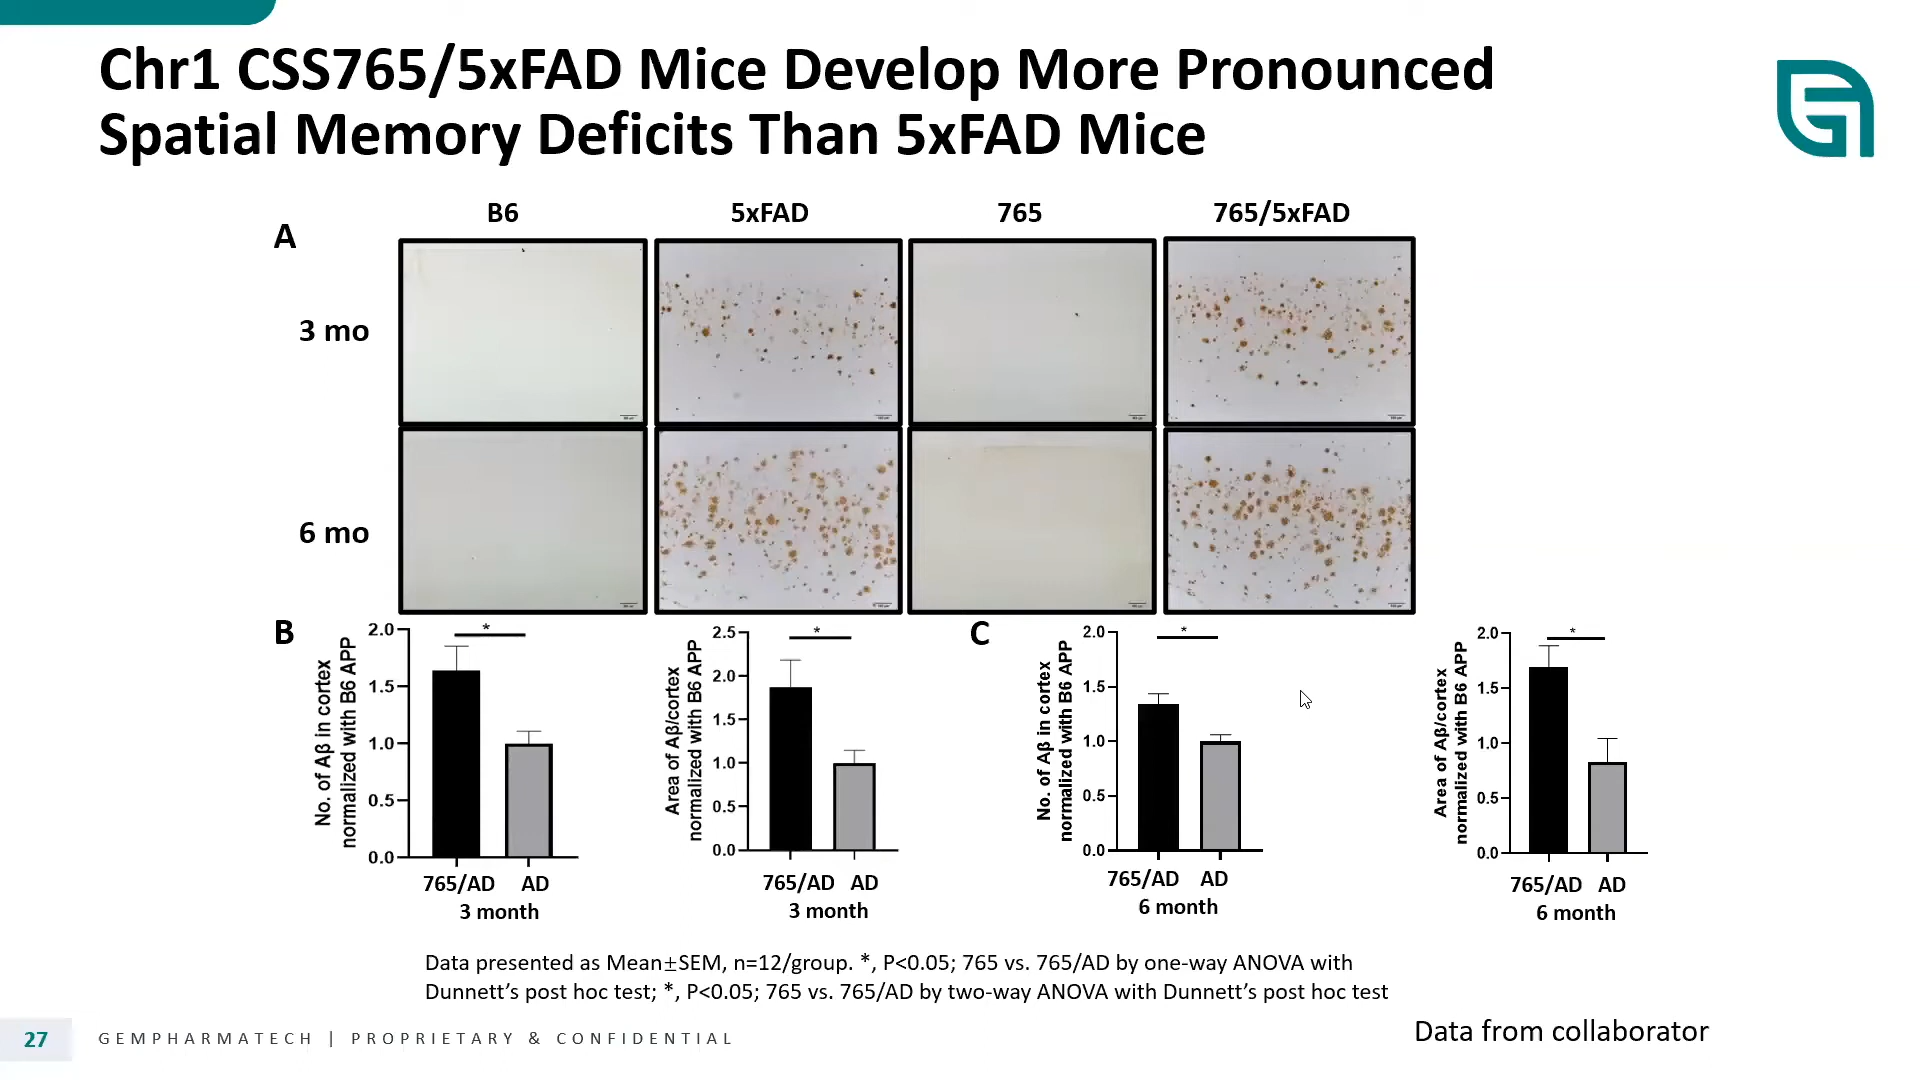 Chr1 CSS765/5xFAD Mice Develop More Pronounced
Spatial Memory Deficits Than 5xFAD Mice
B6
5xFAD
765
765/5xFAD
A
3 mo
6 mo
B
No. of Aβ in cortex
normalized with B6 APP
2.0
1.5
1.0
0.5
0.0
*
765/AD AD
3 month
Area of Aβ/cortex
normalized with B6 APP
2.5
2.0
1.5
1.0
0.5
0.0
*
765/AD AD
3 month
C
No. of Aβ in cortex
normalized with B6 APP
2.0
1.5
1.0
0.5
0.0
*
765/AD AD
6 month
Area of Aβ/cortex
normalized with B6 APP
2.0
1.5
1.0
0.5
0.0
*
765/AD AD
6 month
Data presented as Mean±SEM, n=12/group. *, P<0.05; 765 vs. 765/AD by one-way ANOVA with
Dunnett’s post hoc test; *, P<0.05; 765 vs. 765/AD by two-way ANOVA with Dunnett’s post hoc test
Data from collaborator
27
GEMPHARMATECH | PROPRIETARY & CONFIDENTIAL